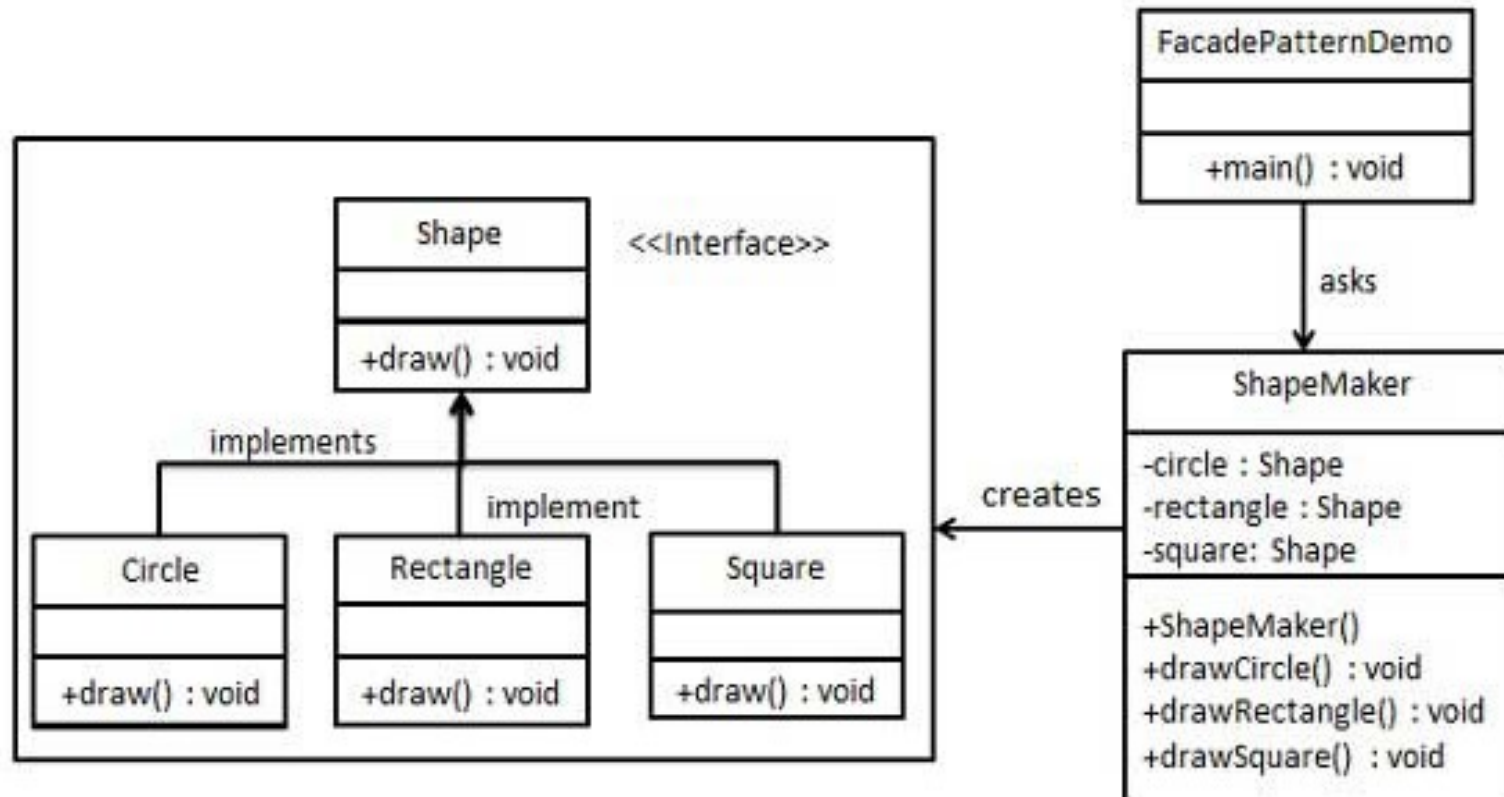 FacadePatternDemo
+main() : void
asks
Shape
<<Interface>>
+draw() : void
implements
implement
Circle
+draw() : void
Rectangle
+draw() : void
Square
+draw() : void
creates
ShapeMaker
-circle : Shape
-rectangle : Shape
-square: Shape
+ShapeMaker()
+drawCircle() : void
+drawRectangle() : void
+drawSquare() : void